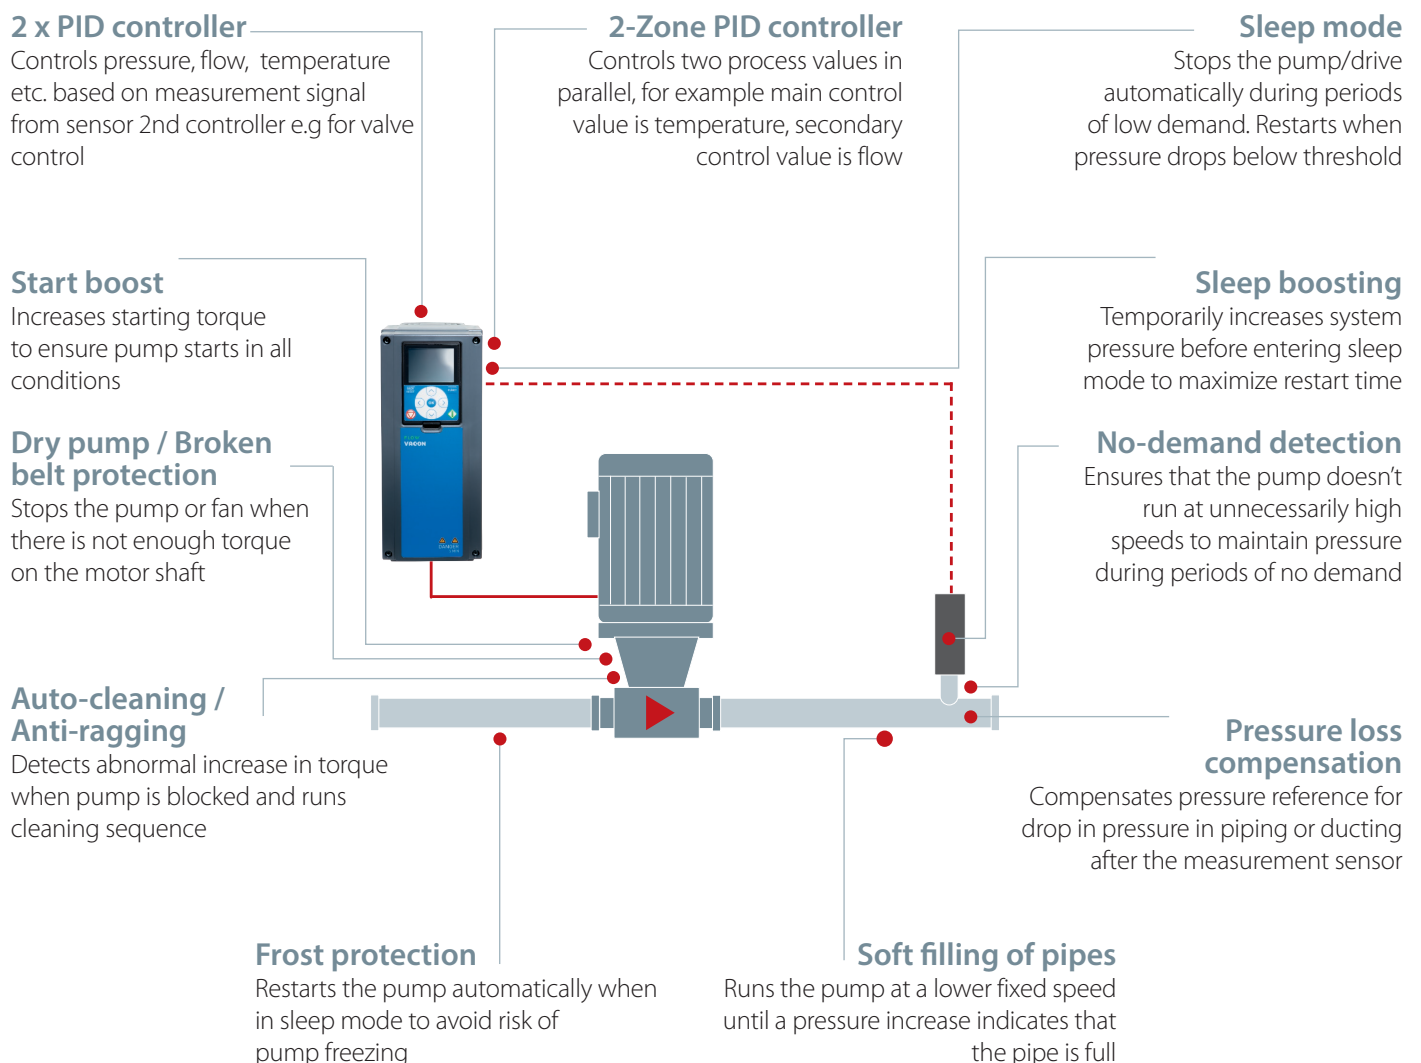 2 x PID controller
Controls pressure, flow, temperature
etc. based on measurement signal
from sensor 2nd controller e.g for valve
control
2-Zone PID controller
Controls two process values in
parallel, for example main control
value is temperature, secondary
control value is flow
Sleep mode
Stops the pump/drive
automatically during periods
of low demand. Restarts when
pressure drops below threshold
Start boost
Increases starting torque
to ensure pump starts in all
conditions
Sleep boosting
Temporarily increases system
pressure before entering sleep
mode to maximize restart time
Dry pump / Broken
belt protection
Stops the pump or fan when
there is not enough torque
on the motor shaft
VACON
DANGER
No-demand detection
Ensures that the pump doesn’t
run at unnecessarily high
speeds to maintain pressure
during periods of no demand
Auto-cleaning /
Anti-ragging
Detects abnormal increase in torque
when pump is blocked and runs
cleaning sequence
Pressure loss
compensation
Compensates pressure reference for
drop in pressure in piping or ducting
after the measurement sensor
Frost protection
Restarts the pump automatically when
in sleep mode to avoid risk of
pump freezing
Soft filling of pipes
Runs the pump at a lower fixed speed
until a pressure increase indicates that
the pipe is full